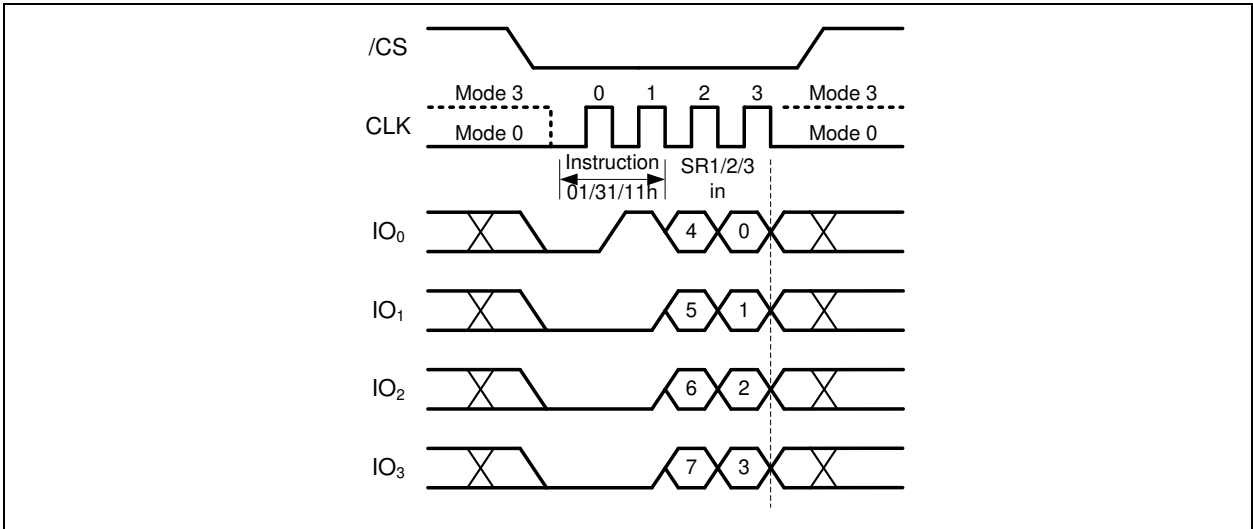 /CS
Mode 3 0 1 2 3 Mode 3
CLK Mode 0 Mode 0
Instruction SR1/2/3
01/31/11h in
IO₀ 4 0
IO₁ 5 1
IO₂ 6 2
IO₃ 7 3